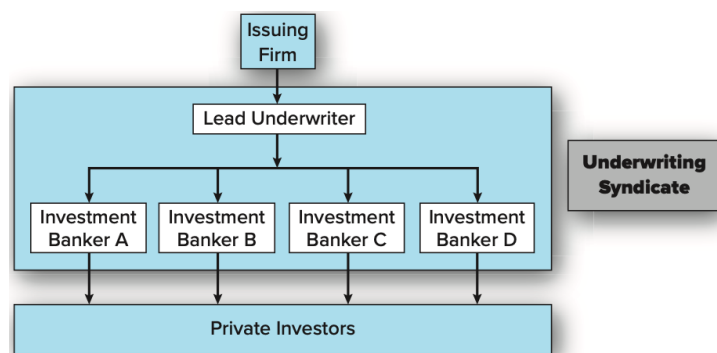 Issuing
Firm
Lead Underwriter
Underwriting
Syndicate
Investment
Banker A
Investment
Banker B
Investment
Banker C
Investment
Banker D
Private Investors